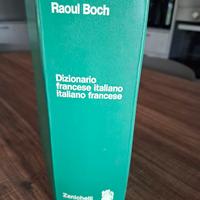 Raoul Boch
Dizionario
francese italiano
italiano francese
Zanichelli